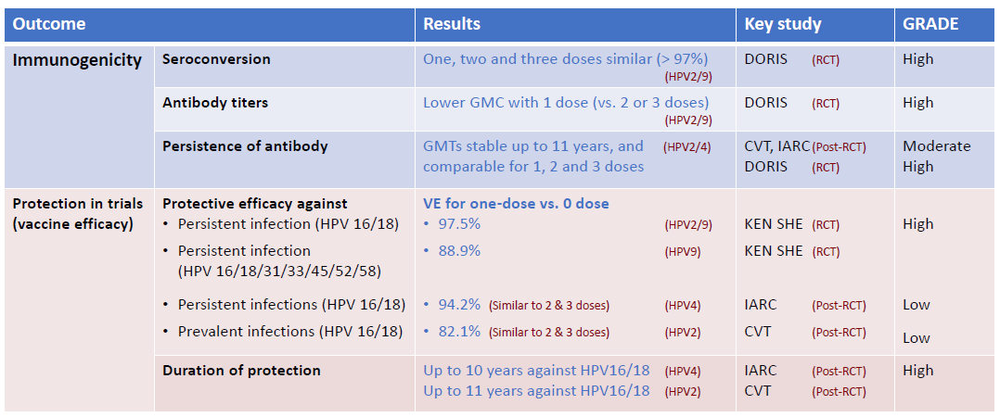 Outcome Results Key study GRADE
Immunogenicity Seroconversion One, two and three doses similar (> 97%) DORIS (RCT) High
(HPV2/9)
Antibody titers Lower GMC with 1 dose (vs. 2 or 3 doses) DORIS (RCT) High
(HPV2/9)
Persistence of antibody GMTs stable up to 11 years, and (HPV2/4) CVT, IARC (Post-RCT) Moderate
comparable for 1, 2 and 3 doses DORIS (RCT) High
Protection in trials Protective efficacy against VE for one-dose vs. 0 dose
(vaccine efficacy) • Persistent infection (HPV 16/18) • 97.5% (HPV2/9) KEN SHE (RCT) High
• Persistent infection • 88.9% (HPV9) KEN SHE (RCT)
(HPV 16/18/31/33/45/52/58)
• Persistent infections (HPV 16/18) • 94.2% (Similar to 2 & 3 doses) (HPV4) IARC (Post-RCT) Low
• Prevalent infections (HPV 16/18) • 82.1% (Similar to 2 & 3 doses) (HPV2) CVT (Post-RCT) Low
Duration of protection Up to 10 years against HPV16/18 (HPV4) IARC (Post-RCT) High
Up to 11 years against HPV16/18 (HPV2) CVT (Post-RCT)